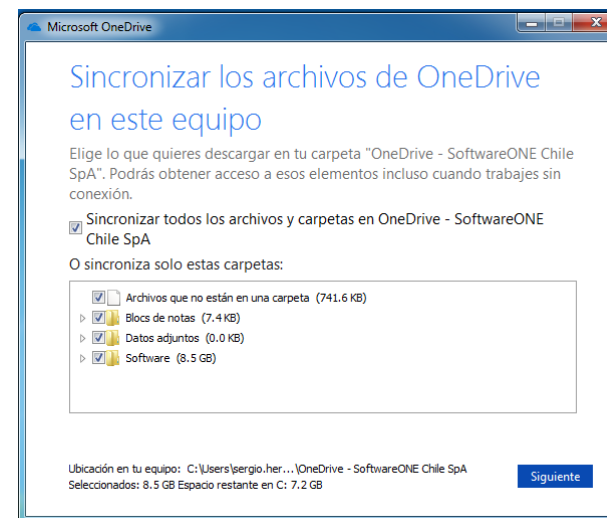 Microsoft OneDrive
Sincronizar los archivos de OneDrive
en este equipo
Elige lo que quieres descargar en tu carpeta "OneDrive - SoftwareONE Chile
SpA". Podrás obtener acceso a esos elementos incluso cuando trabajes sin
conexión.
Sincronizar todos los archivos y carpetas en OneDrive - SoftwareONE
Chile SpA
O sincroniza solo estas carpetas:
Archivos que no están en una carpeta (741.6 KB)
Blocs de notas (7.4 KB)
Datos adjuntos (0.0 KB)
Software (8.5 GB)
Ubicación en tu equipo: C:\Users\sergio.her...\OneDrive - SoftwareONE Chile SpA
Seleccionados: 8.5 GB Espacio restante en C: 7.2 GB
Siguiente